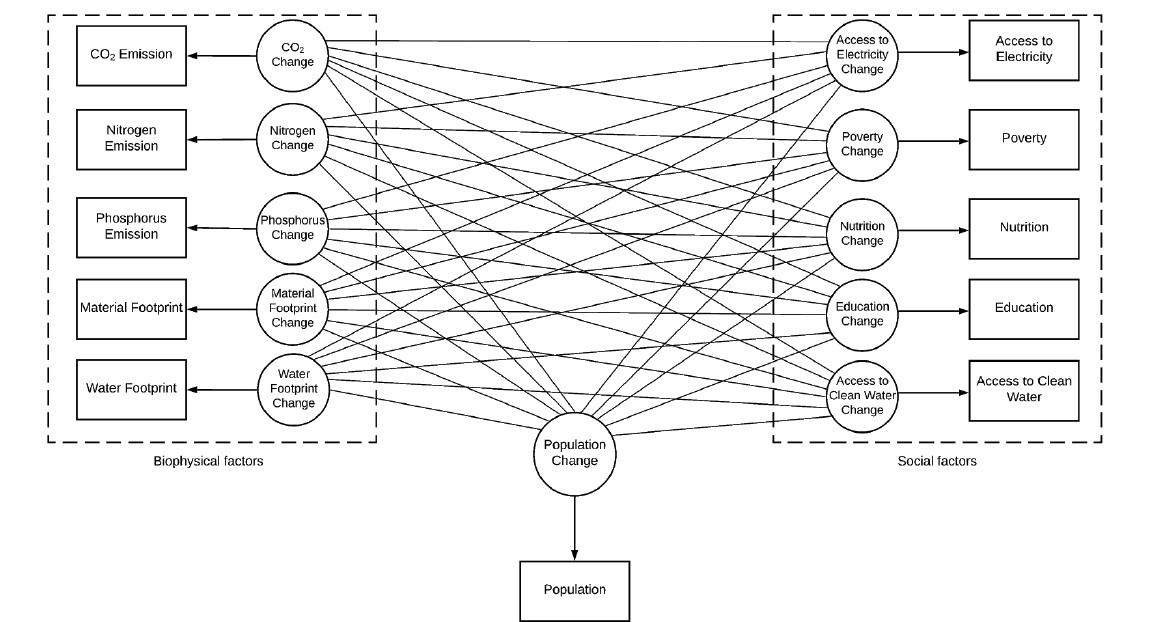 CO₂ Emission
CO₂
Change
Nitrogen
Emission
Nitrogen
Change
Phosphorus
Emission
Phosphorus
Change
Material Footprint
Material
Footprint
Change
Water Footprint
Water
Footprint
Change
Biophysical factors
Access to
Electricity
Change
Access to
Electricity
Poverty
Change
Poverty
Nutrition
Change
Nutrition
Education
Change
Education
Access to
Clean Water
Change
Access to Clean
Water
Social factors
Population
Change
Population